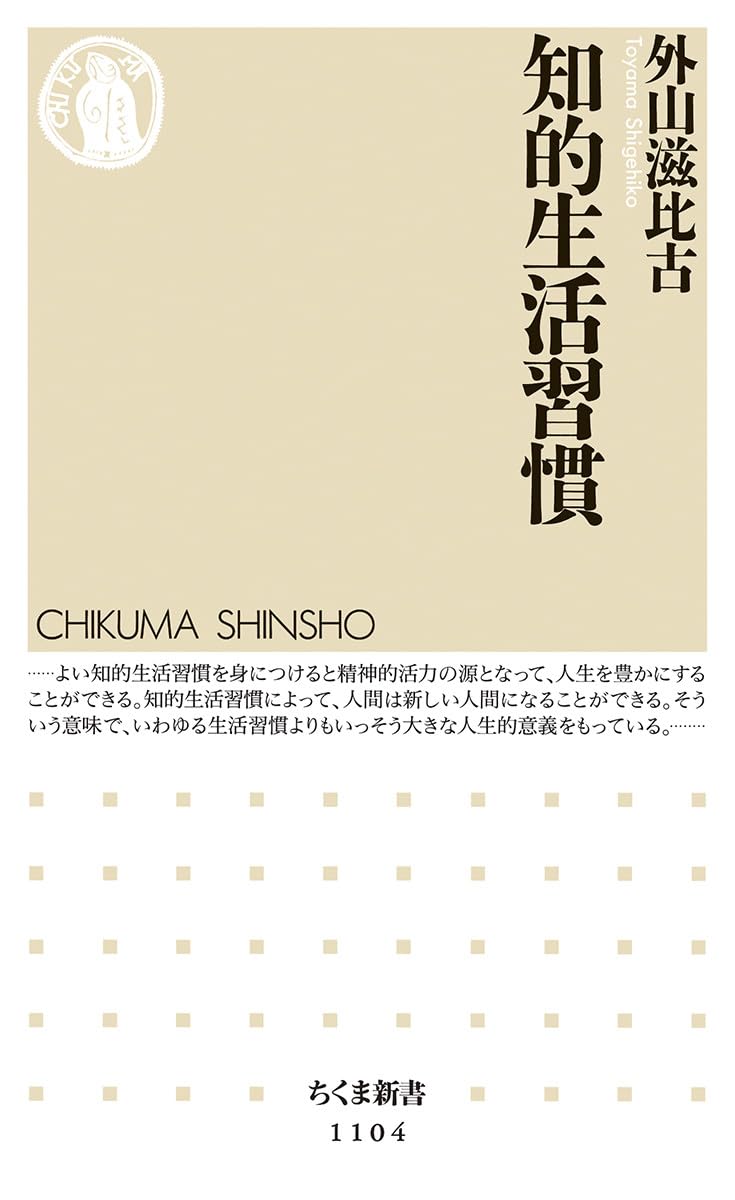 外山滋比古
Toyama Shigehiko
知的生活習慣
CHIKUMA
CHIKUMA SHINSHO
……よい知的生活習慣を身につけると精神的活力の源となって、人生を豊かにする
ことができる。知的生活習慣によって、人間は新しい人間になることができる。そう
いう意味で、いわゆる生活習慣よりもいっそう大きな人生的意義をもっている。………
ちくま新書
1104